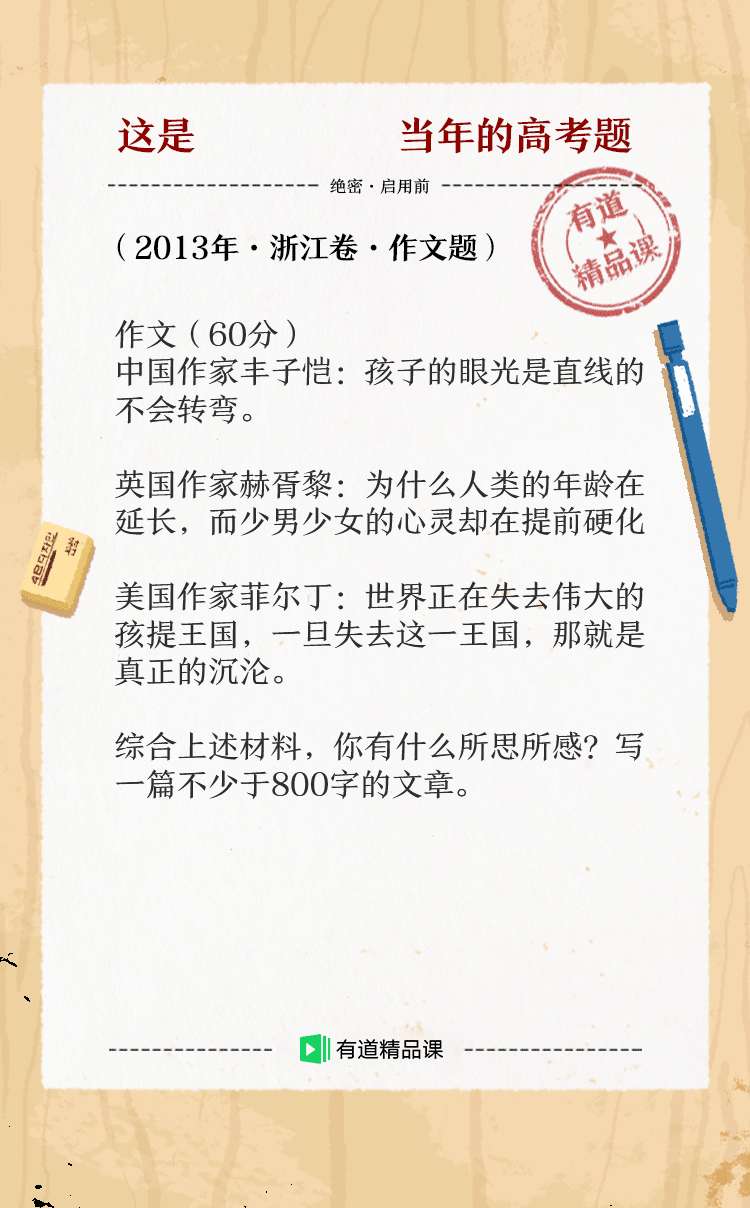 这是 当年的高考题
绝密·启用前
有道
精品课
（2013年·浙江卷·作文题）
作文（60分）
中国作家丰子恺：孩子的眼光是直线的
不会转弯。
英国作家赫胥黎：为什么人类的年龄在
延长，而少男少女的心灵却在提前硬化
美国作家菲尔丁：世界正在失去伟大的
孩提王国，一旦失去这一王国，那就是
真正的沉沦。
综合上述材料，你有什么所思所感？写
一篇不少于800字的文章。
有道精品课